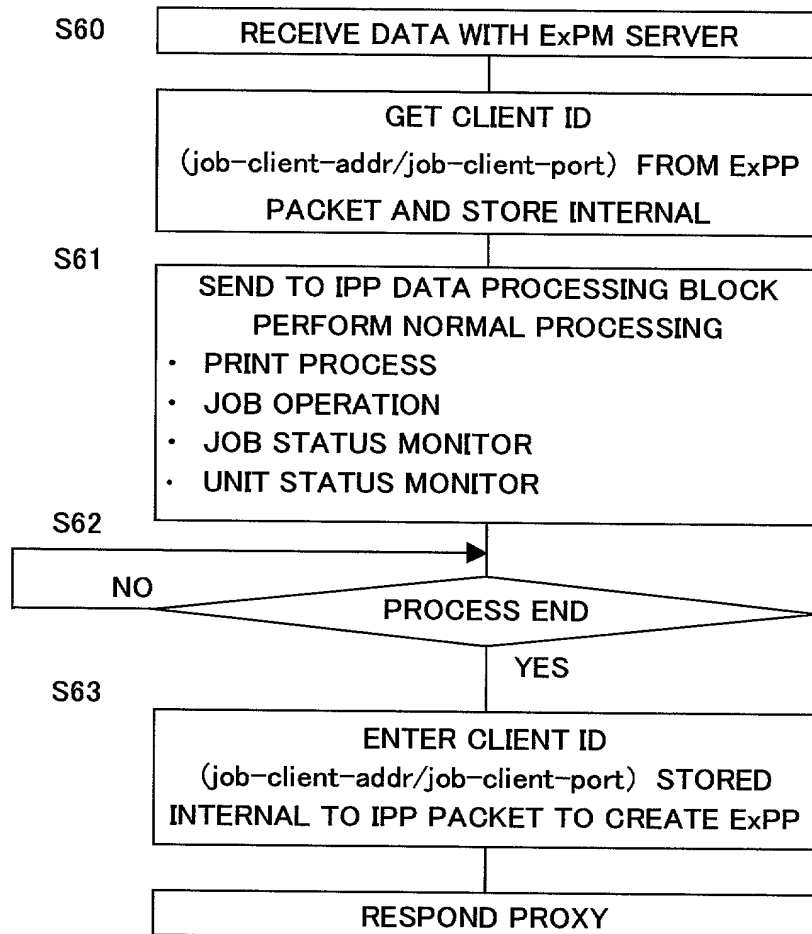 S60
RECEIVE DATA WITH ExPM SERVER
GET CLIENT ID
(job-client-addr/job-client-port) FROM ExPP
PACKET AND STORE INTERNAL
S61
SEND TO IPP DATA PROCESSING BLOCK
PERFORM NORMAL PROCESSING
・ PRINT PROCESS
・ JOB OPERATION
・ JOB STATUS MONITOR
・ UNIT STATUS MONITOR
S62
NO
PROCESS END
YES
S63
ENTER CLIENT ID
(job-client-addr/job-client-port) STORED
INTERNAL TO IPP PACKET TO CREATE ExPP
RESPOND PROXY